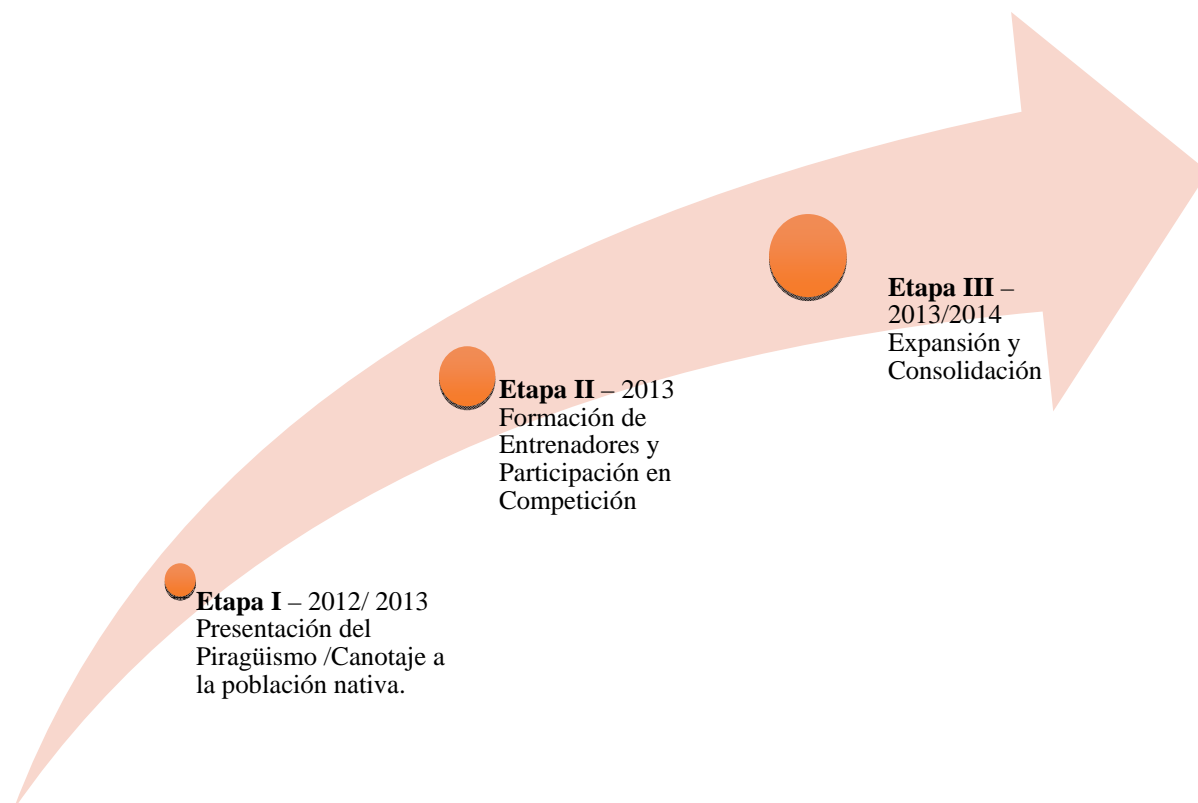 Etapa III –
2013/2014
Expansión y
Consolidación
Etapa II – 2013
Formación de
Entrenadores y
Participación en
Competición
Etapa I – 2012/ 2013
Presentación del
Piragüismo /Canotaje a
la población nativa.